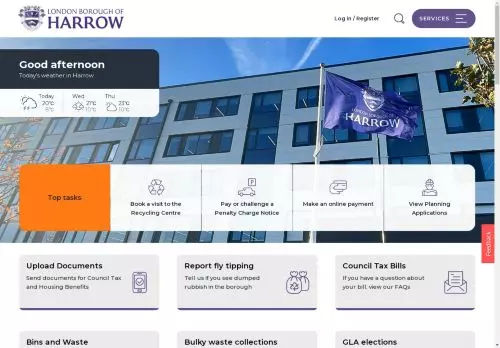 LONDON BOROUGH OF
HARROW
Log in / Register
SERVICES
Good afternoon
Today's weather in Harrow
Today
20°c
Wed
21°c
10°c
Thu
23°c
10°c
LONDON BOROUGH OF
HARROW
Top tasks
Book a visit to the
Recycling Centre
Pay or challenge a
Penalty Charge Notice
Make an online payment
View Planning
Applications
Feedback
Upload Documents
Send documents for Council Tax
and Housing Benefits
Report fly tipping
Tell us if you see dumped
rubbish in the borough
Council Tax Bills
If you have a question about
your bill, view our FAQs
Bins and Waste
Bulky waste collections
GLA elections